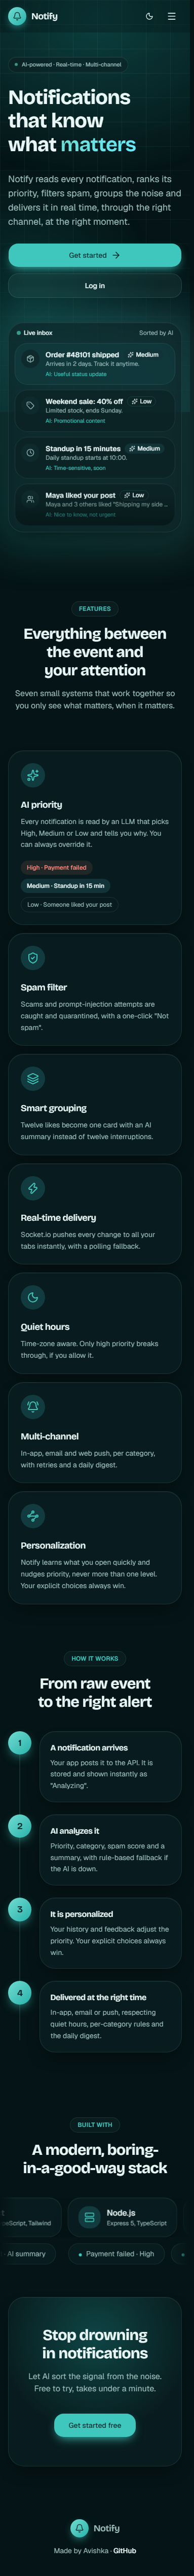 Notify
AI-powered · Real-time · Multi-channel
Notifications
that know
what matters
Notify reads every notification, ranks its
priority, filters spam, groups the noise and
delivers it in real time, through the right
channel, at the right moment.
Get started
Log in
Live inbox
Sorted by AI
Order #48101 shipped
Medium
Arrives in 2 days. Track it anytime.
AI: Useful status update
Weekend sale: 40% off
Low
Limited stock, ends Sunday.
AI: Promotional content
Standup in 15 minutes
Medium
Daily standup starts at 10:00.
AI: Time-sensitive, soon
Maya liked your post
Low
Maya and 3 others liked "Shipping my side ...
AI: Nice to know, not urgent
FEATURES
Everything between
the event and
your attention
Seven small systems that work together so
you only see what matters, when it matters.
AI priority
Every notification is read by an LLM that picks
High, Medium or Low and tells you why. You
can always override it.
High · Payment failed
Medium · Standup in 15 min
Low · Someone liked your post
Spam filter
Scams and prompt-injection attempts are
caught and quarantined, with a one-click "Not
spam".
Smart grouping
Twelve likes become one card with an AI
summary instead of twelve interruptions.
Real-time delivery
Socket.io pushes every change to all your
tabs instantly, with a polling fallback.
Quiet hours
Time-zone aware. Only high priority breaks
through, if you allow it.
Multi-channel
In-app, email and web push, per category,
with retries and a daily digest.
Personalization
Notify learns what you open quickly and
nudges priority, never more than one level.
Your explicit choices always win.
HOW IT WORKS
From raw event
to the right alert
1
A notification arrives
Your app posts it to the API. It is
stored and shown instantly as
"Analyzing".
2
AI analyzes it
Priority, category, spam score and a
summary, with rule-based fallback if
the AI is down.
3
It is personalized
Your history and feedback adjust the
priority. Your explicit choices always
win.
4
Delivered at the right time
In-app, email or push, respecting
quiet hours, per-category rules and
the daily digest.
BUILT WITH
A modern, boring-
in-a-good-way stack
Script, Tailwind
Node.js
Express 5, TypeScript
AI summary
Payment failed · High
Stop drowning
in notifications
Let AI sort the signal from the noise.
Free to try, takes under a minute.
Get started free
Notify
Made by Avishka · GitHub